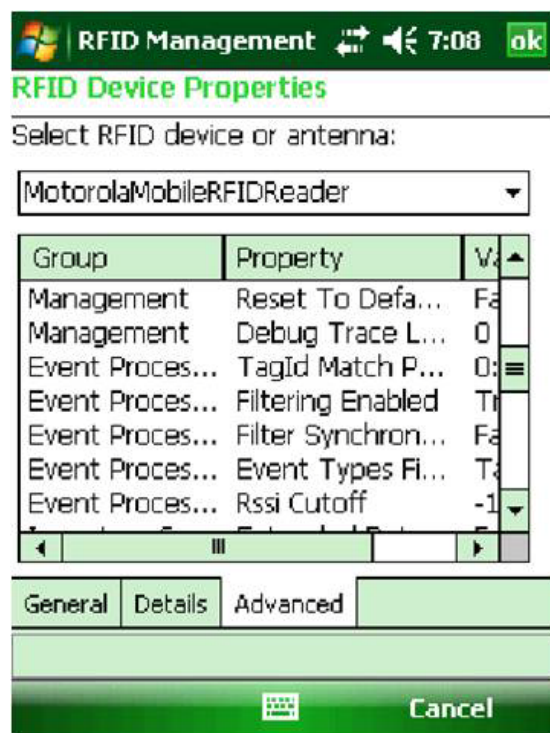 RFID Management 7:08 ok
RFID Device Properties
Select RFID device or antenna:
MotorolaMobileRFIDReader
Group Property Va
Management Reset To Defa... Fa
Management Debug Trace L... 0
Event Proces... TagId Match P... 0:
Event Proces... Filtering Enabled Tr
Event Proces... Filter Synchron... Fa
Event Proces... Event Types Fi... Ta
Event Proces... Rssi Cutoff -1
General Details Advanced
Cancel